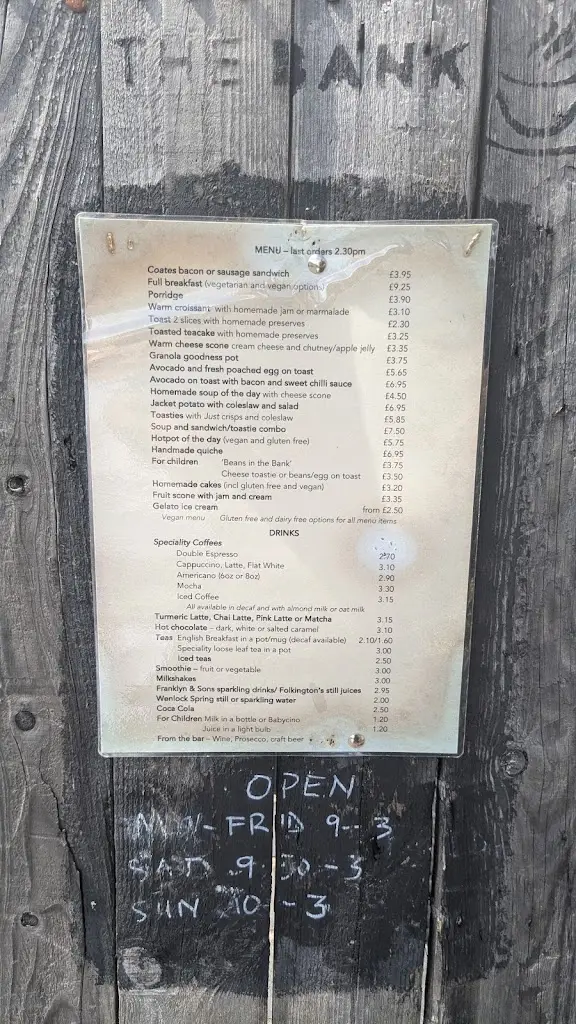 THE BANK
MENU – last orders 2.30pm
Coates bacon or sausage sandwich £3.95
Full breakfast (vegetarian and vegan options) £9.25
Porridge £3.90
Warm croissant with homemade jam or marmalade £3.10
Toast 2 slices with homemade preserves £2.30
Toasted teacake with homemade preserves £3.25
Warm cheese scone cream cheese and chutney/apple jelly £3.35
Granola goodness pot £3.75
Avocado and fresh poached egg on toast £5.65
Avocado on toast with bacon and sweet chilli sauce £6.95
Homemade soup of the day with cheese scone £4.50
Jacket potato with coleslaw and salad £6.95
Toasties with Just crisps and coleslaw £5.85
Soup and sandwich/toastie combo £7.50
Hotpot of the day (vegan and gluten free) £5.75
Handmade quiche £6.95
For children 'Beans in the Bank' £3.75
Cheese toastie or beans/egg on toast £3.50
Homemade cakes (incl gluten free and vegan) £3.20
Fruit scone with jam and cream £3.35
Gelato ice cream from £2.50
Vegan menu Gluten free and dairy free options for all menu items
DRINKS
Speciality Coffees
Double Espresso 2.70
Cappuccino, Latte, Flat White 3.10
Americano (6oz or 8oz) 2.90
Mocha 3.30
Iced Coffee 3.15
All available in decaf and with almond milk or oat milk
Turmeric Latte, Chai Latte, Pink Latte or Matcha 3.15
Hot chocolate – dark, white or salted caramel 3.10
Teas English Breakfast in a pot/mug (decaf available) 2.10/1.60
Speciality loose leaf tea in a pot 3.00
Iced teas 2.50
Smoothie – fruit or vegetable 3.00
Milkshakes 3.00
Franklyn & Sons sparkling drinks/ Folkington's still juices 2.95
Wenlock Spring still or sparkling water 2.00
Coca Cola 2.50
For Children Milk in a bottle or Babycino 1.20
Juice in a light bulb 1.20
From the bar – Wine, Prosecco, craft beer
OPEN
MON-FRID 9-3
SATS 9.30-3
SUN 10-3